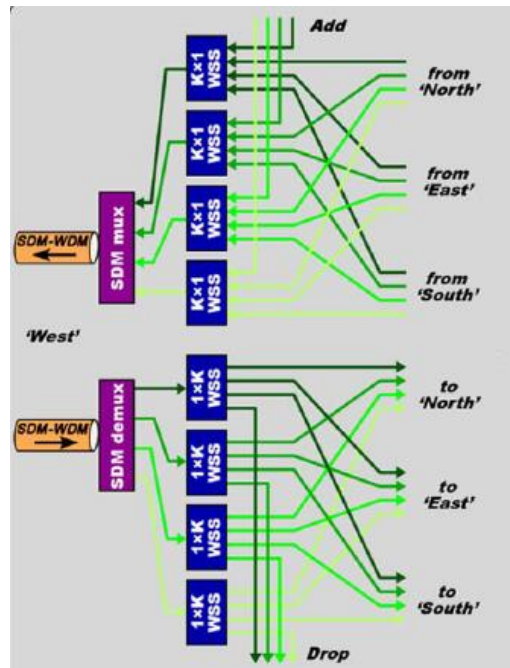 Add
K×1
WSS
from
'North'
K×1
WSS
from
'East'
K×1
WSS
SDM mux
SDM-WDM
K×1
WSS
from
'South'
'West'
1×K
WSS
to
'North'
SDM-WDM
SDM demux
1×K
WSS
to
'East'
1×K
WSS
1×K
WSS
to
'South'
Drop